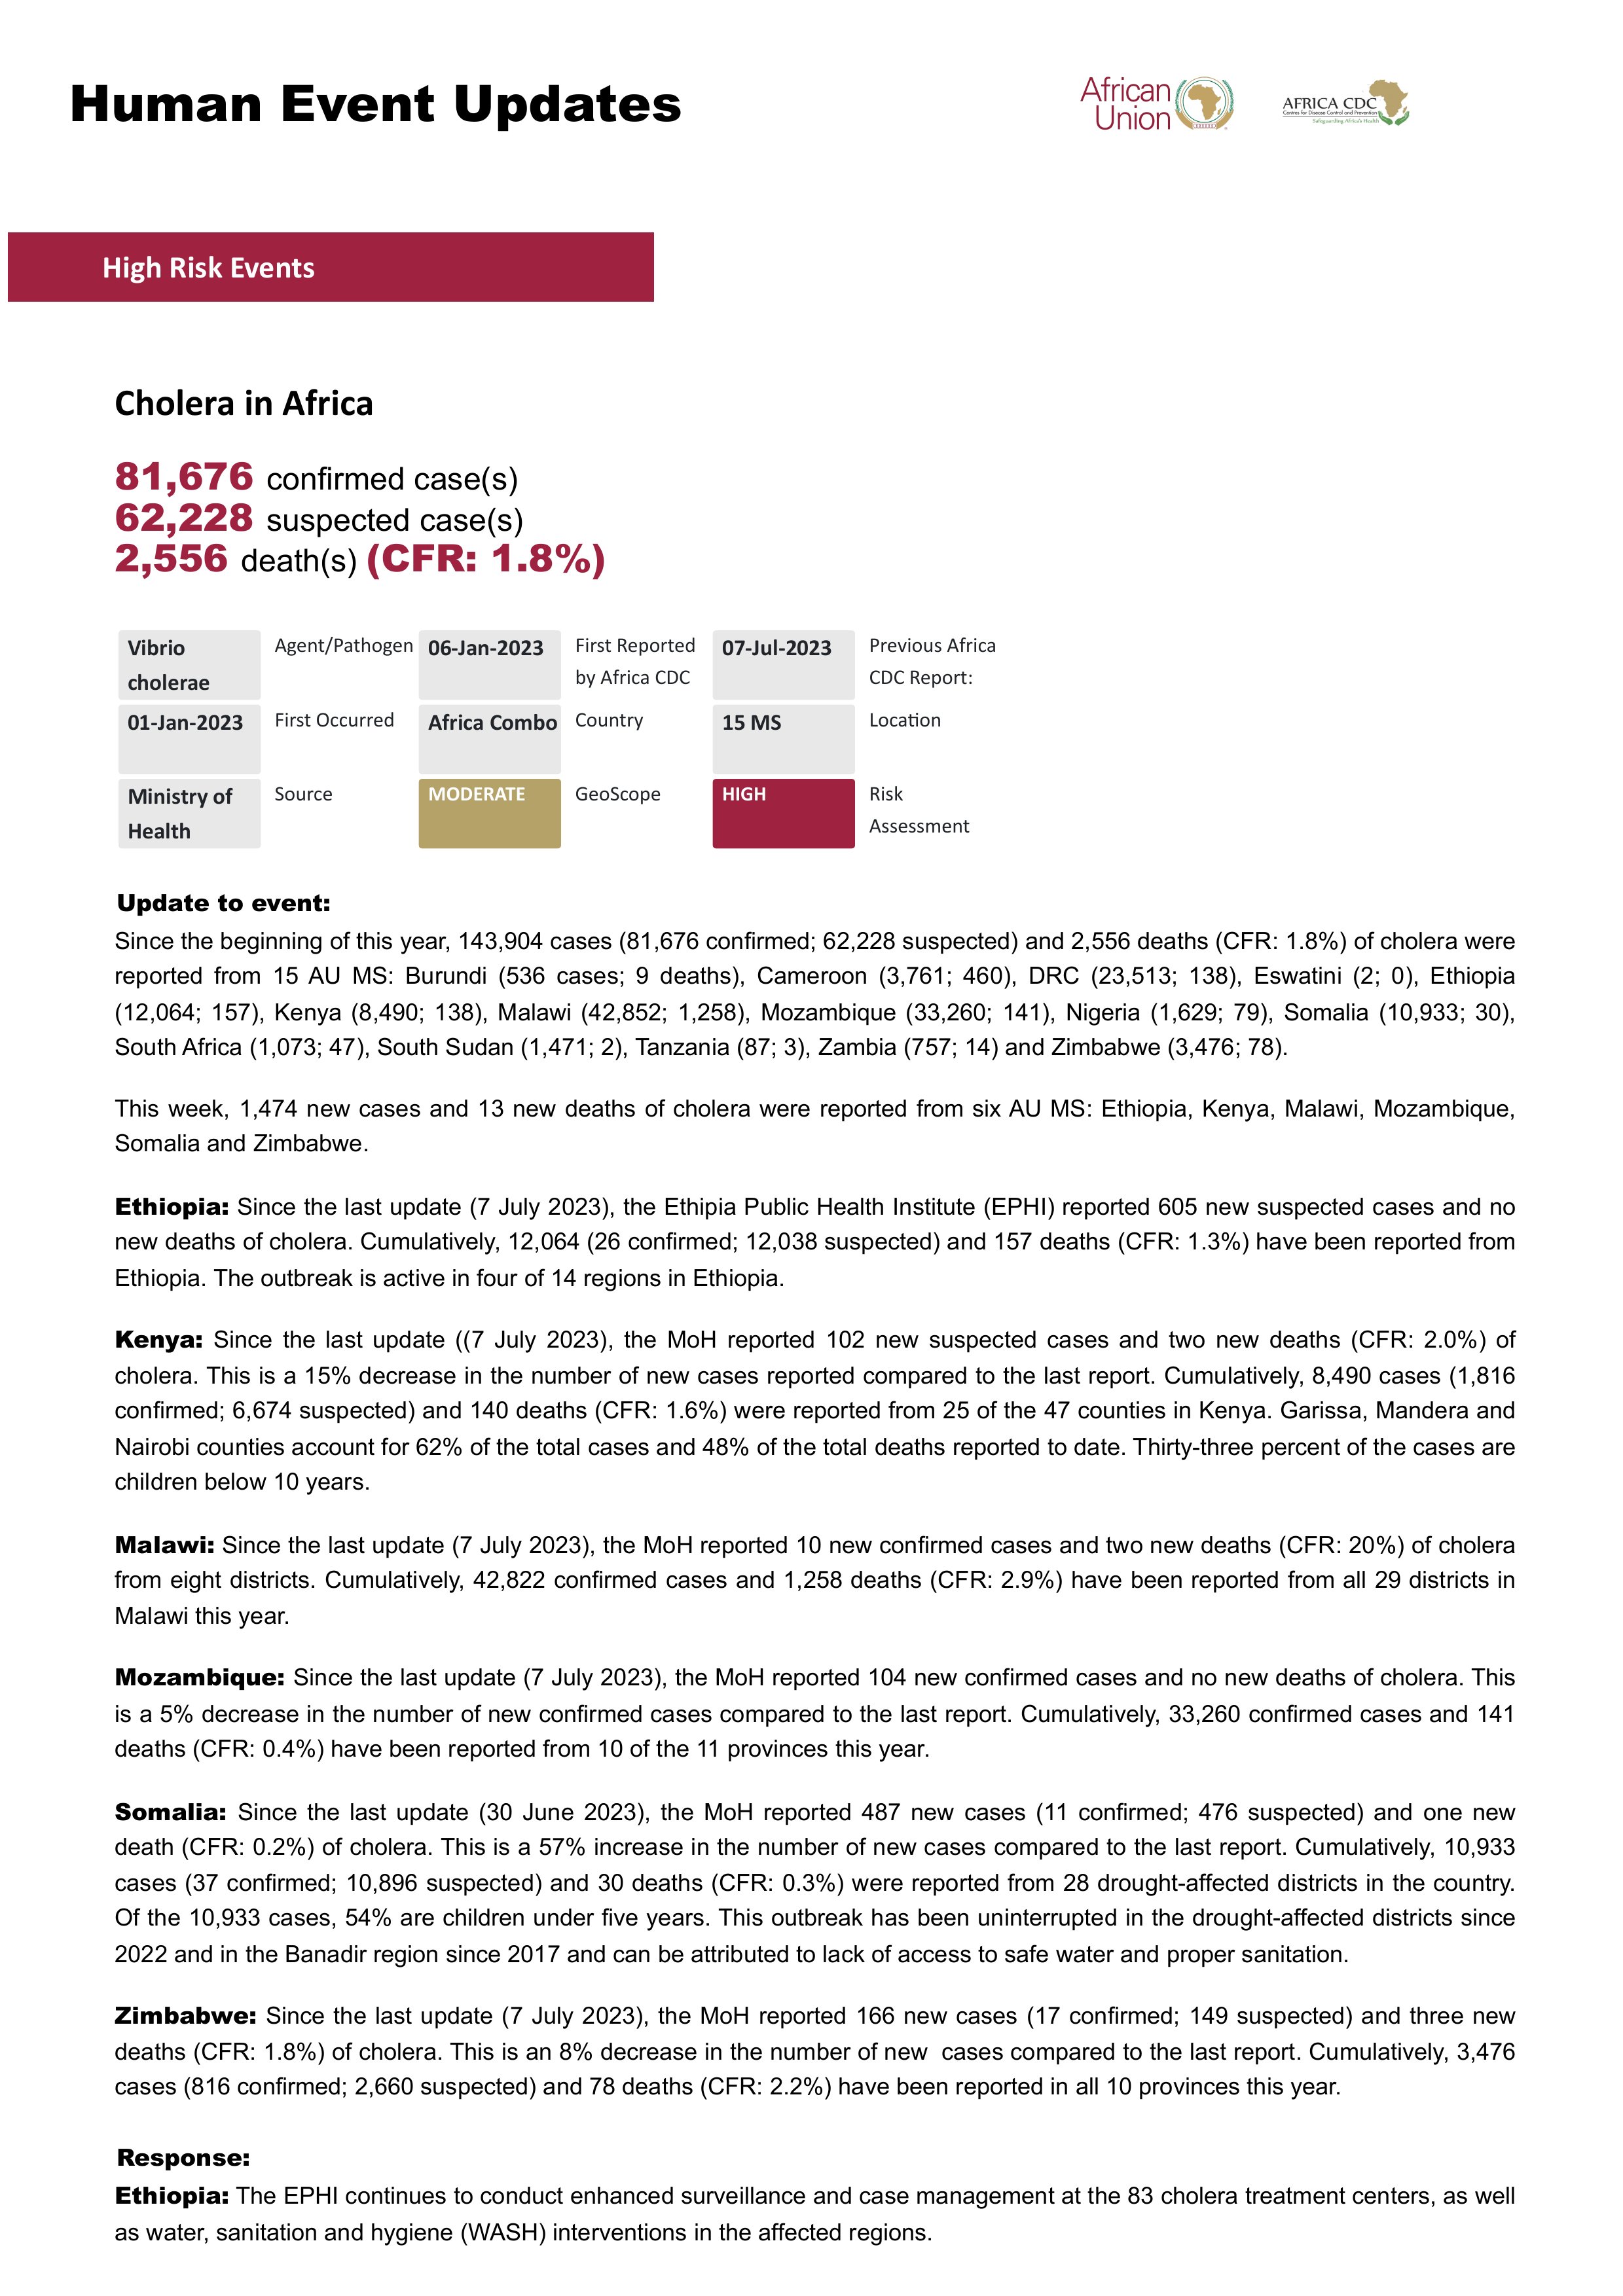 Human Event Updates
African
Union
AFRICA CDC
Centres for Disease Control and Prevention
Safeguarding Africa's Health
High Risk Events
Cholera in Africa
81,676 confirmed case(s)
62,228 suspected case(s)
2,556 death(s) (CFR: 1.8%)
Vibrio
cholerae
Agent/Pathogen
06-Jan-2023
First Reported
by Africa CDC
07-Jul-2023
Previous Africa
CDC Report:
01-Jan-2023
First Occurred
Africa Combo
Country
15 MS
Location
Ministry of
Health
Source
MODERATE
GeoScope
HIGH
Risk
Assessment
Update to event:
Since the beginning of this year, 143,904 cases (81,676 confirmed; 62,228 suspected) and 2,556 deaths (CFR: 1.8%) of cholera were
reported from 15 AU MS: Burundi (536 cases; 9 deaths), Cameroon (3,761; 460), DRC (23,513; 138), Eswatini (2; 0), Ethiopia
(12,064; 157), Kenya (8,490; 138), Malawi (42,852; 1,258), Mozambique (33,260; 141), Nigeria (1,629; 79), Somalia (10,933; 30),
South Africa (1,073; 47), South Sudan (1,471; 2), Tanzania (87; 3), Zambia (757; 14) and Zimbabwe (3,476; 78).
This week, 1,474 new cases and 13 new deaths of cholera were reported from six AU MS: Ethiopia, Kenya, Malawi, Mozambique,
Somalia and Zimbabwe.
Ethiopia: Since the last update (7 July 2023), the Ethipia Public Health Institute (EPHI) reported 605 new suspected cases and no
new deaths of cholera. Cumulatively, 12,064 (26 confirmed; 12,038 suspected) and 157 deaths (CFR: 1.3%) have been reported from
Ethiopia. The outbreak is active in four of 14 regions in Ethiopia.
Kenya: Since the last update ((7 July 2023), the MoH reported 102 new suspected cases and two new deaths (CFR: 2.0%) of
cholera. This is a 15% decrease in the number of new cases reported compared to the last report. Cumulatively, 8,490 cases (1,816
confirmed; 6,674 suspected) and 140 deaths (CFR: 1.6%) were reported from 25 of the 47 counties in Kenya. Garissa, Mandera and
Nairobi counties account for 62% of the total cases and 48% of the total deaths reported to date. Thirty-three percent of the cases are
children below 10 years.
Malawi: Since the last update (7 July 2023), the MoH reported 10 new confirmed cases and two new deaths (CFR: 20%) of cholera
from eight districts. Cumulatively, 42,822 confirmed cases and 1,258 deaths (CFR: 2.9%) have been reported from all 29 districts in
Malawi this year.
Mozambique: Since the last update (7 July 2023), the MoH reported 104 new confirmed cases and no new deaths of cholera. This
is a 5% decrease in the number of new confirmed cases compared to the last report. Cumulatively, 33,260 confirmed cases and 141
deaths (CFR: 0.4%) have been reported from 10 of the 11 provinces this year.
Somalia: Since the last update (30 June 2023), the MoH reported 487 new cases (11 confirmed; 476 suspected) and one new
death (CFR: 0.2%) of cholera. This is a 57% increase in the number of new cases compared to the last report. Cumulatively, 10,933
cases (37 confirmed; 10,896 suspected) and 30 deaths (CFR: 0.3%) were reported from 28 drought-affected districts in the country.
Of the 10,933 cases, 54% are children under five years. This outbreak has been uninterrupted in the drought-affected districts since
2022 and in the Banadir region since 2017 and can be attributed to lack of access to safe water and proper sanitation.
Zimbabwe: Since the last update (7 July 2023), the MoH reported 166 new cases (17 confirmed; 149 suspected) and three new
deaths (CFR: 1.8%) of cholera. This is an 8% decrease in the number of new cases compared to the last report. Cumulatively, 3,476
cases (816 confirmed; 2,660 suspected) and 78 deaths (CFR: 2.2%) have been reported in all 10 provinces this year.
Response:
Ethiopia: The EPHI continues to conduct enhanced surveillance and case management at the 83 cholera treatment centers, as well
as water, sanitation and hygiene (WASH) interventions in the affected regions.